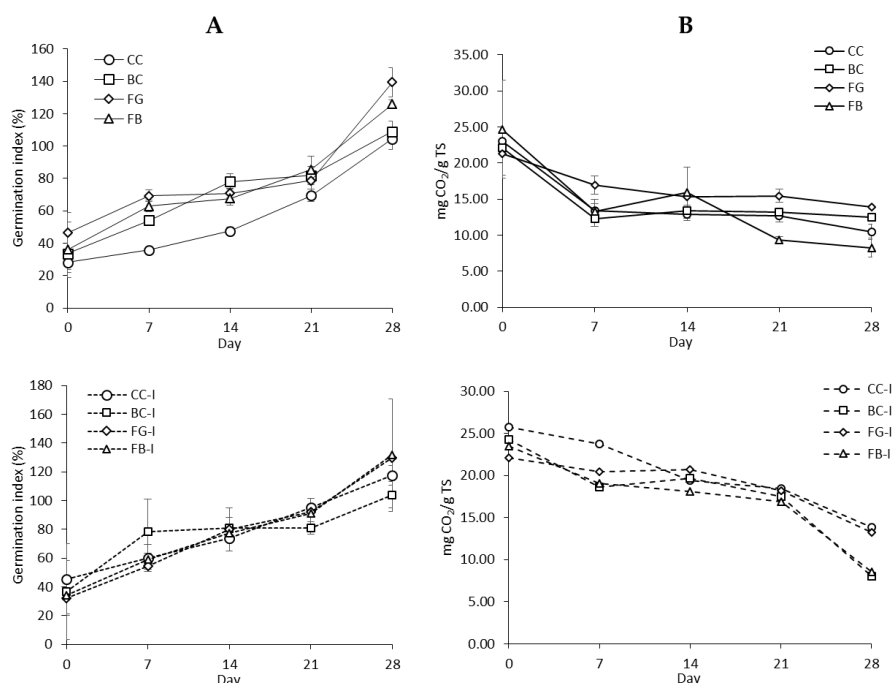 A
B
160
140
120
100
80
60
40
20
0
Germination index (%)
CC
BC
FG
FB
0 7 14 21 28
Day
35.00
30.00
25.00
20.00
15.00
10.00
5.00
0.00
mg CO₂/g TS
CC
BC
FG
FB
0 7 14 21 28
Day
180
160
140
120
100
80
60
40
20
0
Germination index (%)
CC-I
BC-I
FG-I
FB-I
0 7 14 21 28
Day
30.00
25.00
20.00
15.00
10.00
5.00
0.00
mg CO₂/g TS
CC-I
BC-I
FG-I
FB-I
0 7 14 21 28
Day